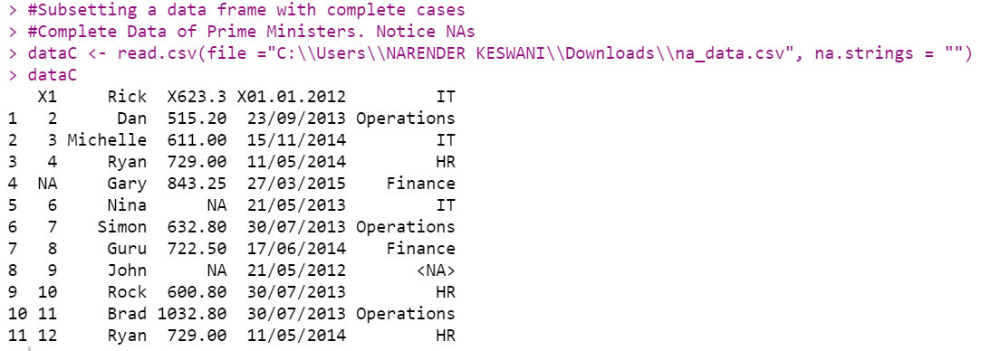 > #Subsetting a data frame with complete cases
> #Complete Data of Prime Ministers. Notice NAs
> dataC <- read.csv(file ="C:\\Users\\NARENDER KESWANI\\Downloads\\na_data.csv", na.strings = "")
> dataC
   X1     Rick  X623.3 X01.01.2012         IT
1   2      Dan  515.20  23/09/2013 Operations
2   3 Michelle  611.00  15/11/2014         IT
3   4     Ryan  729.00  11/05/2014         HR
4  NA     Gary  843.25  27/03/2015    Finance
5   6     Nina      NA  21/05/2013         IT
6   7    Simon  632.80  30/07/2013 Operations
7   8     Guru  722.50  17/06/2014    Finance
8   9     John      NA  21/05/2012       <NA>
9  10     Rock  600.80  30/07/2013         HR
10 11     Brad 1032.80  30/07/2013 Operations
11 12     Ryan  729.00  11/05/2014         HR